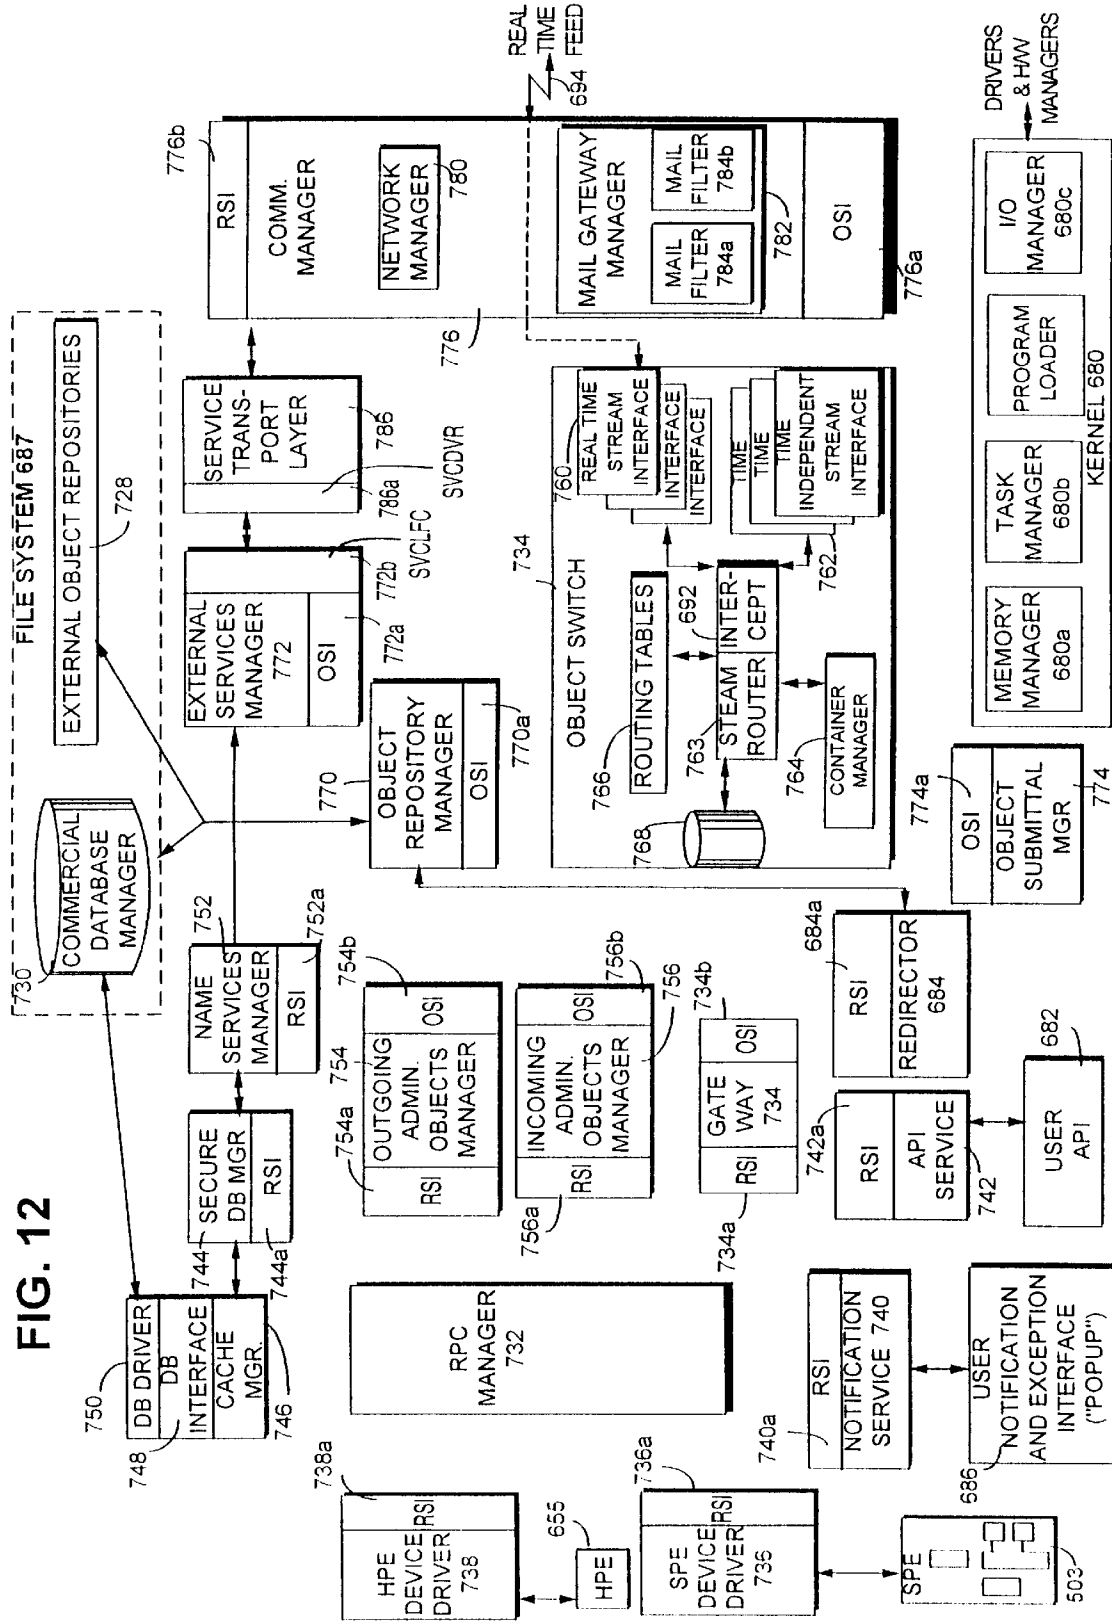 FIG. 12
FILE SYSTEM 687
730
COMMERCIAL
DATABASE
MANAGER
EXTERNAL OBJECT REPOSITORIES
728
750
DB DRIVER
DB
INTERFACE
CACHE
MGR.
748
746
744
SECURE
DB MGR
RSI
744a
NAME
752
SERVICES
MANAGER
RSI
752a
EXTERNAL
SERVICES
MANAGER
772
OSI
772a
772b
SVCLFC
SERVICE
TRANS-
PORT
LAYER
786
786a
SVCDVR
776b
RSI
COMM.
MANAGER
NETWORK
MANAGER
780
776
MAIL GATEWAY
MANAGER
MAIL
FILTER
784a
MAIL
FILTER
784b
782
OSI
776a
REAL
TIME
FEED
694
738a
HPE
DEVICE
DRIVER
738
RSI
655
HPE
736a
SPE
DEVICE
DRIVER
736
RSI
SPE
503
RPC
MANAGER
732
754a
754
754b
RSI
OUTGOING
ADMIN.
OBJECTS
MANAGER
OSI
756a
RSI
INCOMING
ADMIN.
OBJECTS
MANAGER
OSI
756b
756
734a
RSI
GATE
WAY
734
OSI
734b
770
OBJECT
REPOSITORY
MANAGER
OSI
770a
734
OBJECT SWITCH
766
ROUTING TABLES
692
763
STEAM
ROUTER
INTER-
CEPT
764
CONTAINER
MANAGER
768
760
REAL TIME
STREAM
INTERFACE
INTERFACE
INTERFACE
762
TIME
TIME
TIME
INDEPENDENT
STREAM
INTERFACE
740a
RSI
NOTIFICATION
SERVICE 740
686
USER
NOTIFICATION
AND EXCEPTION
INTERFACE
("POPUP")
742a
RSI
API
SERVICE
742
USER
API
682
684a
RSI
REDIRECTOR
684
774a
OSI
OBJECT
SUBMITTAL
MGR
774
MEMORY
MANAGER
680a
TASK
MANAGER
680b
PROGRAM
LOADER
I/O
MANAGER
680c
KERNEL 680
DRIVERS
& H/W
MANAGERS